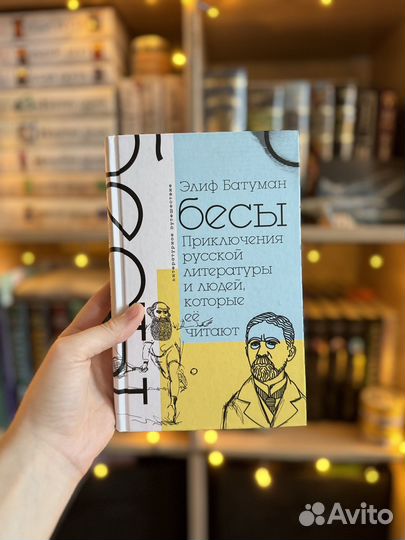 Элиф Батуман
бесы
Приключения
русской
литературы
и людей,
которые
её
читают
Avito